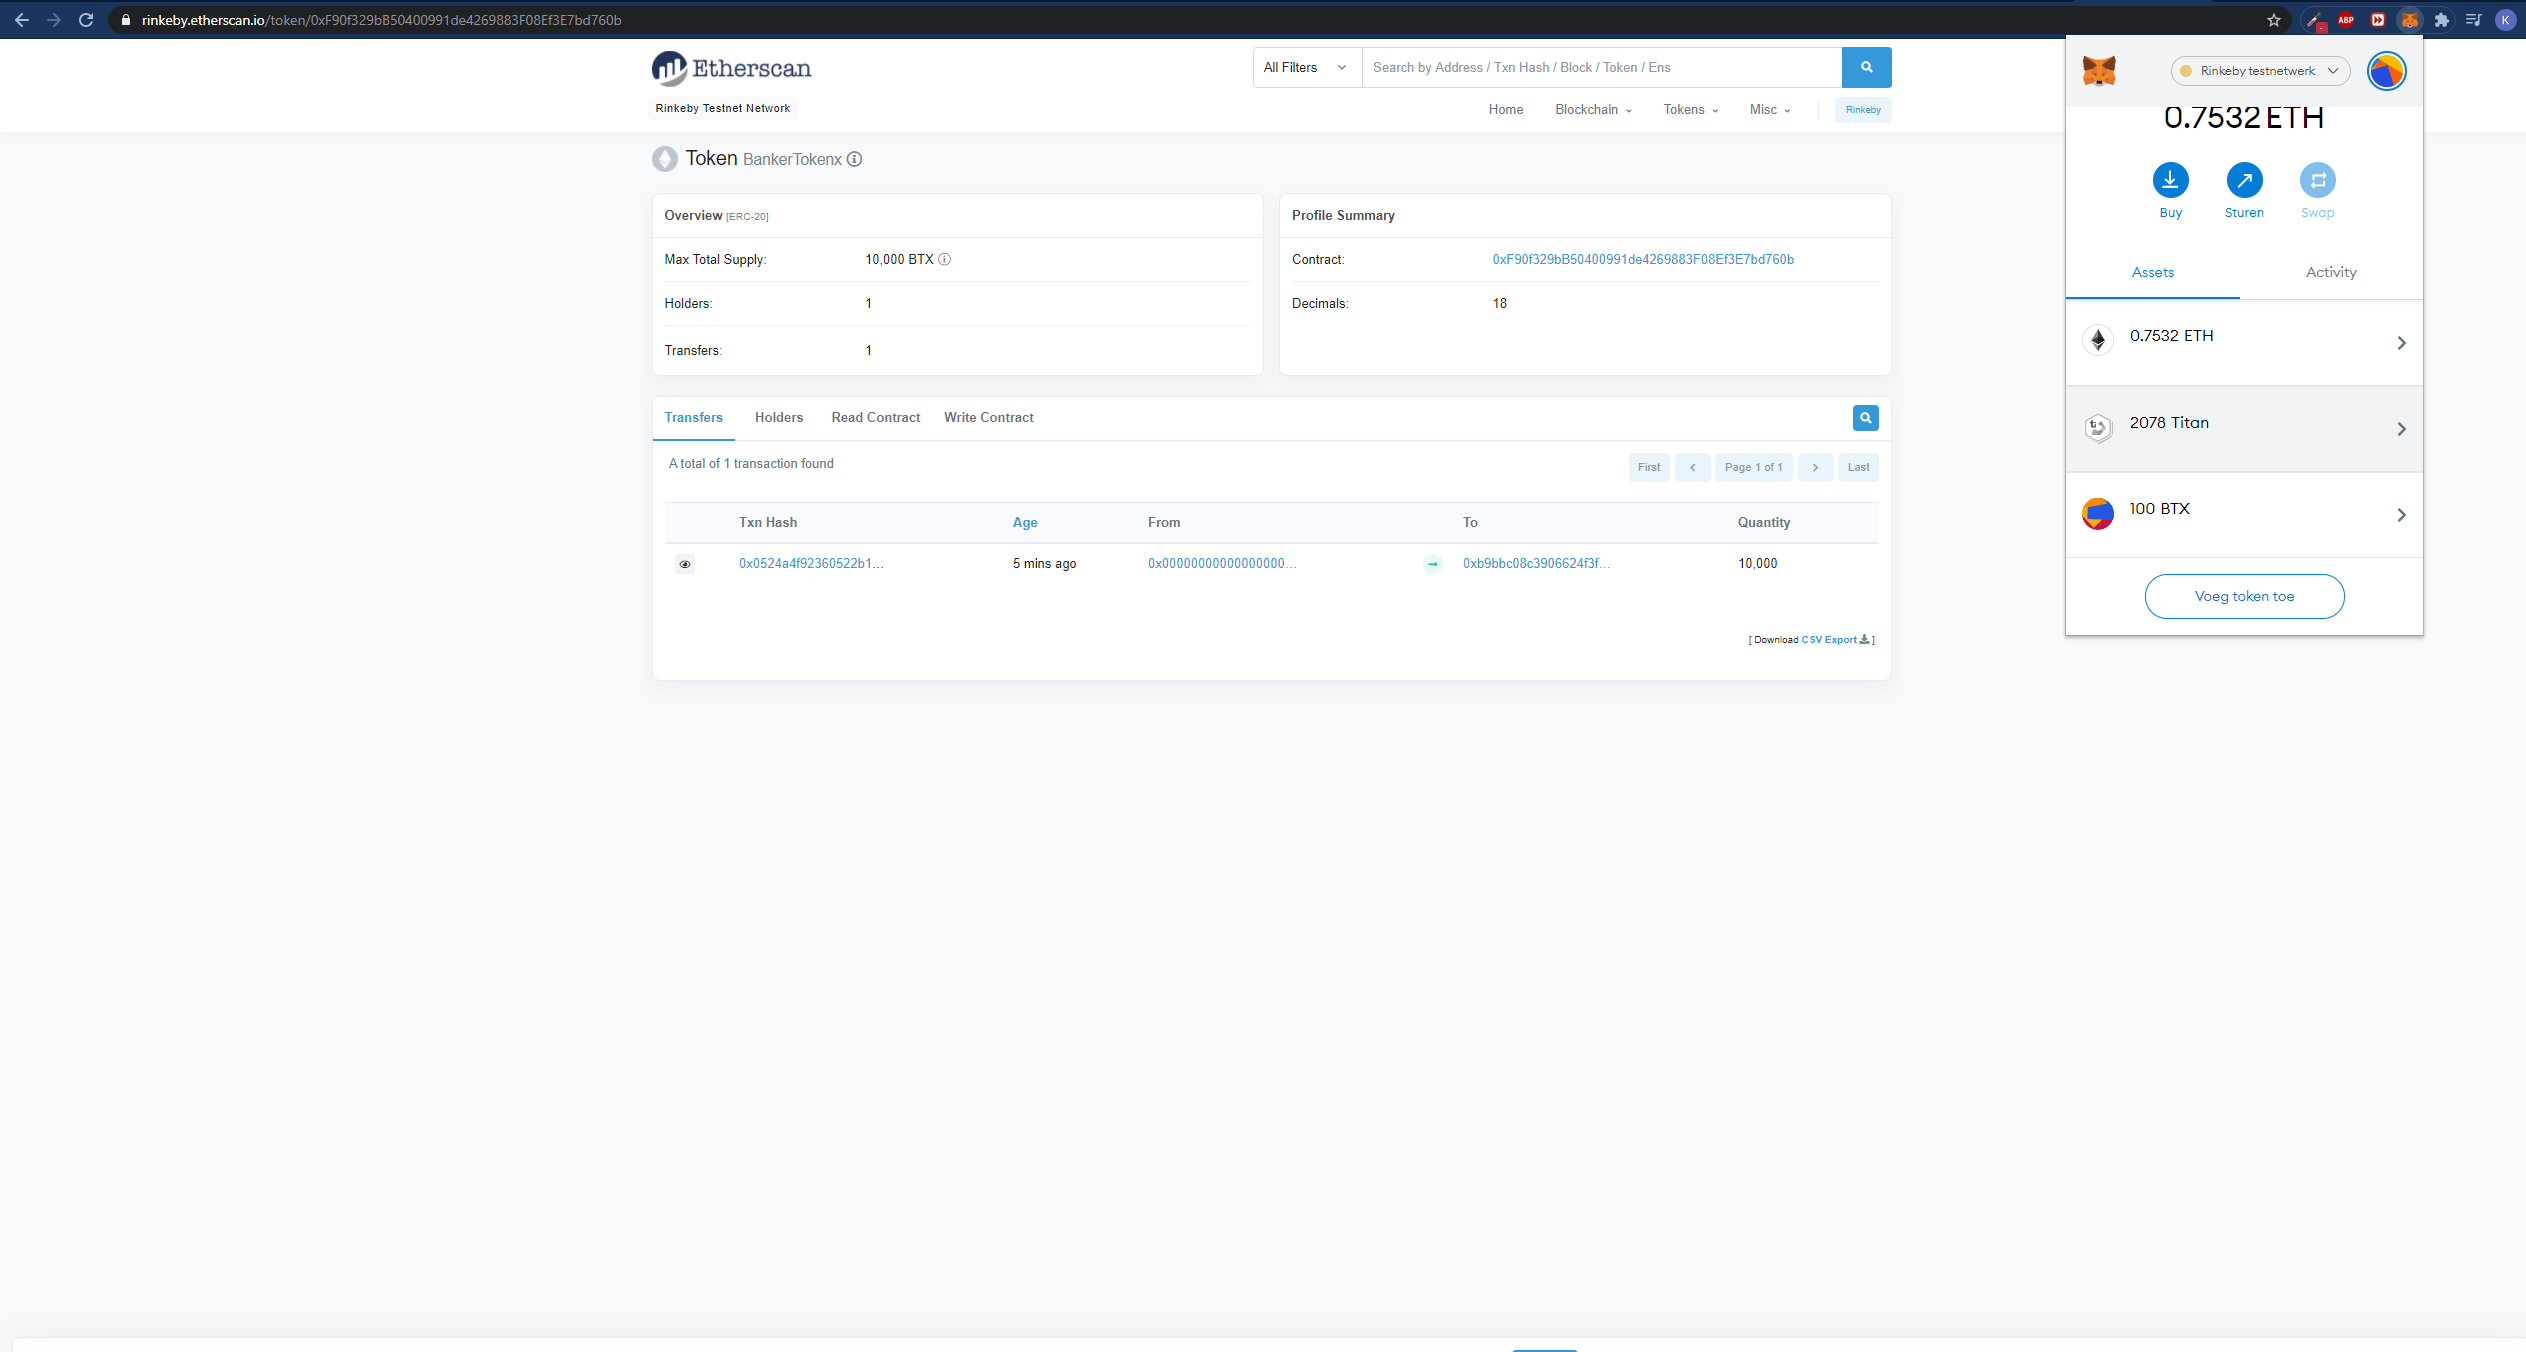 rinkeby.etherscan.io/token/0xF90f329bB50400991de4269883F08Ef3E7bd760b
ABP
K
Etherscan
All Filters
Search by Address / Txn Hash / Block / Token / Ens
Rinkeby Testnet Network
Home
Blockchain
Tokens
Misc
Rinkeby
Token BankerTokenx
Overview [ERC-20]
Max Total Supply:
10,000 BTX
Holders:
1
Transfers:
1
Profile Summary
Contract:
0xF90f329bB50400991de4269883F08Ef3E7bd760b
Decimals:
18
Transfers
Holders
Read Contract
Write Contract
A total of 1 transaction found
First
Page 1 of 1
Last
Txn Hash
Age
From
To
Quantity
0x0524a4f92360522b1...
5 mins ago
0x00000000000000000...
0xb9bbc08c3906624f3f...
10,000
[ Download CSV Export ]
Rinkeby testnetwerk
0.7532 ETH
Buy
Sturen
Swap
Assets
Activity
0.7532 ETH
2078 Titan
100 BTX
Voeg token toe